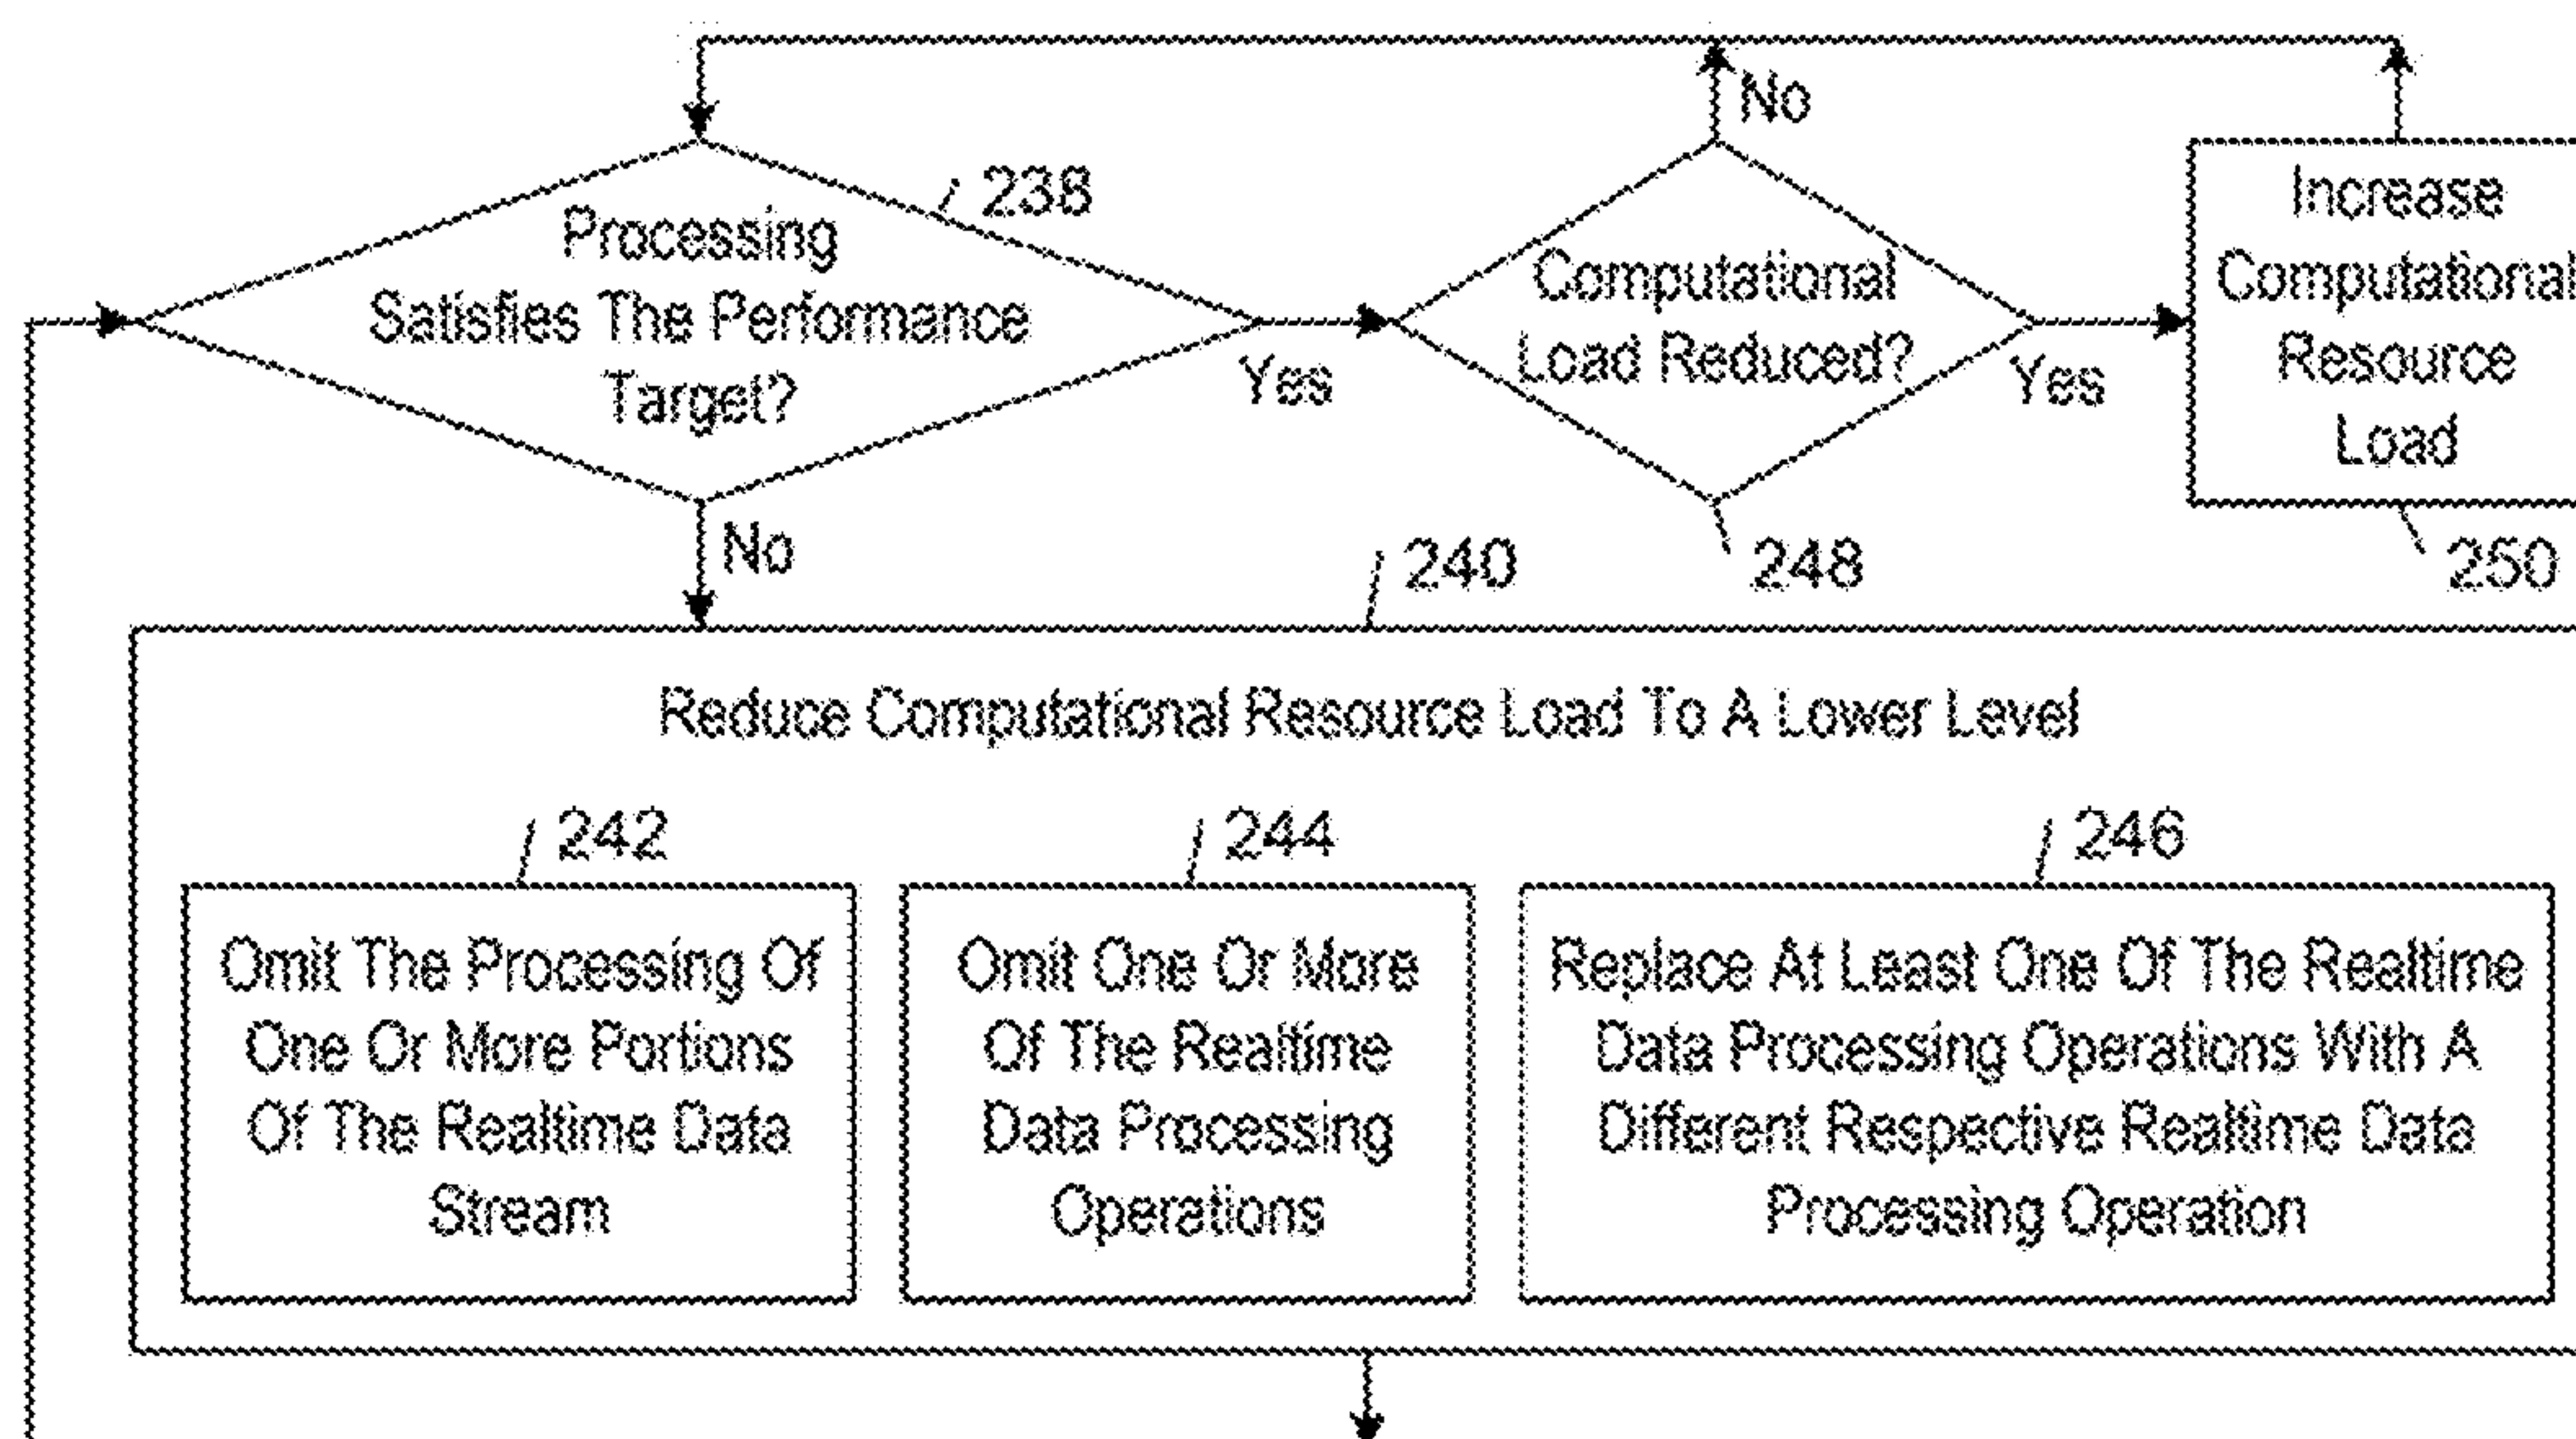 No
238
Processing
Satisfies The Performance
Target?
Yes
Computational
Load Reduced?
Yes
Increase
Computational
Resource
Load
No
240
248
250
Reduce Computational Resource Load To A Lower Level
242
244
246
Omit The Processing Of
One Or More Portions
Of The Realtime Data
Stream
Omit One Or More
Of The Realtime
Data Processing
Operations
Replace At Least One Of The Realtime
Data Processing Operations With A
Different Respective Realtime Data
Processing Operation